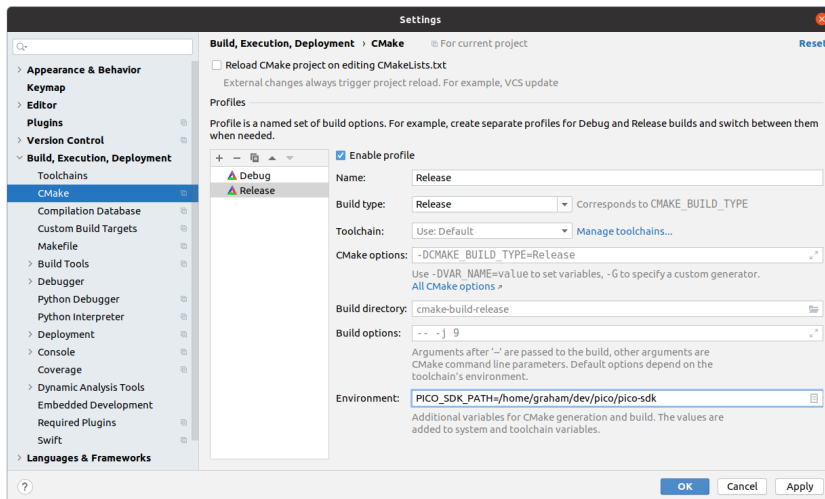 Settings
Build, Execution, Deployment › CMake
For current project
Reset
Appearance & Behavior
Keymap
Editor
Plugins
Version Control
Build, Execution, Deployment
Toolchains
CMake
Compilation Database
Custom Build Targets
Makefile
Build Tools
Debugger
Python Debugger
Python Interpreter
Deployment
Console
Coverage
Dynamic Analysis Tools
Embedded Development
Required Plugins
Swift
Languages & Frameworks
Reload CMake project on editing CMakeLists.txt
External changes always trigger project reload. For example, VCS update
Profiles
Profile is a named set of build options. For example, create separate profiles for Debug and Release builds and switch between them
when needed.
Debug
Release
Enable profile
Name: Release
Build type: Release Corresponds to CMAKE_BUILD_TYPE
Toolchain: Use: Default Manage toolchains...
CMake options: -DCMAKE_BUILD_TYPE=Release
Use -DVAR_NAME=value to set variables, -G to specify a custom generator.
All CMake options ↗
Build directory: cmake-build-release
Build options: -- -j 9
Arguments after ‘--’ are passed to the build, other arguments are
CMake command line parameters. Default options depend on the
toolchain's environment.
Environment: PICO_SDK_PATH=/home/graham/dev/pico/pico-sdk
Additional variables for CMake generation and build. The values are
added to system and toolchain variables.
?
OK Cancel Apply